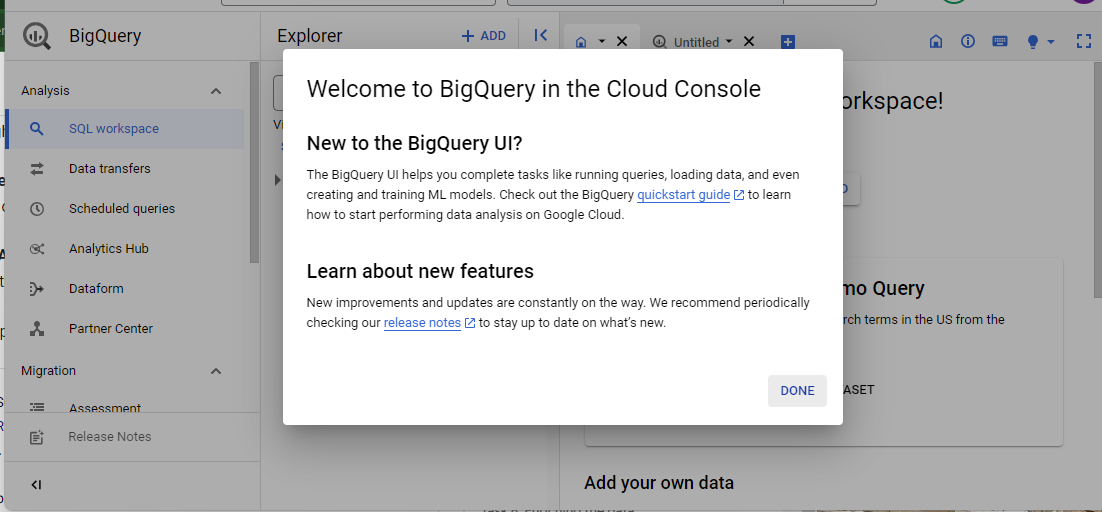 BigQuery
Explorer
+ ADD
Untitled
Analysis
SQL workspace
Data transfers
Scheduled queries
Analytics Hub
Dataform
Partner Center
Migration
Assessment
Release Notes
Welcome to BigQuery in the Cloud Console
New to the BigQuery UI?
The BigQuery UI helps you complete tasks like running queries, loading data, and even
creating and training ML models. Check out the BigQuery quickstart guide to learn
how to start performing data analysis on Google Cloud.
Learn about new features
New improvements and updates are constantly on the way. We recommend periodically
checking our release notes to stay up to date on what's new.
DONE
orkspace!
mo Query
rch terms in the US from the
ASET
Add your own data